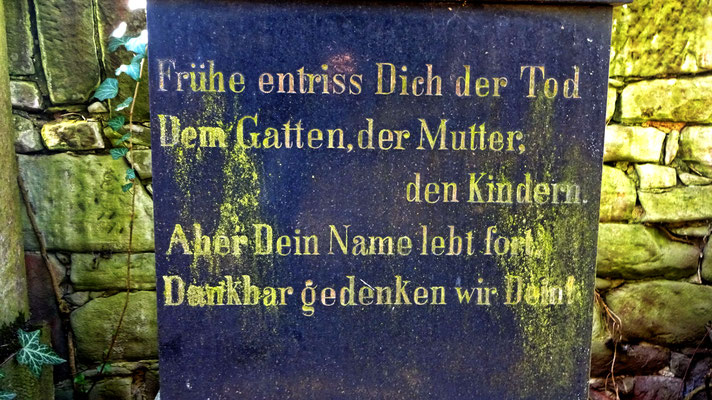 Frühe entriss Dich der Tod
Dem Gatten, der Mutter,
den Kindern.
Aber Dein Name lebt fort,
Dankbar gedenken wir Dein!